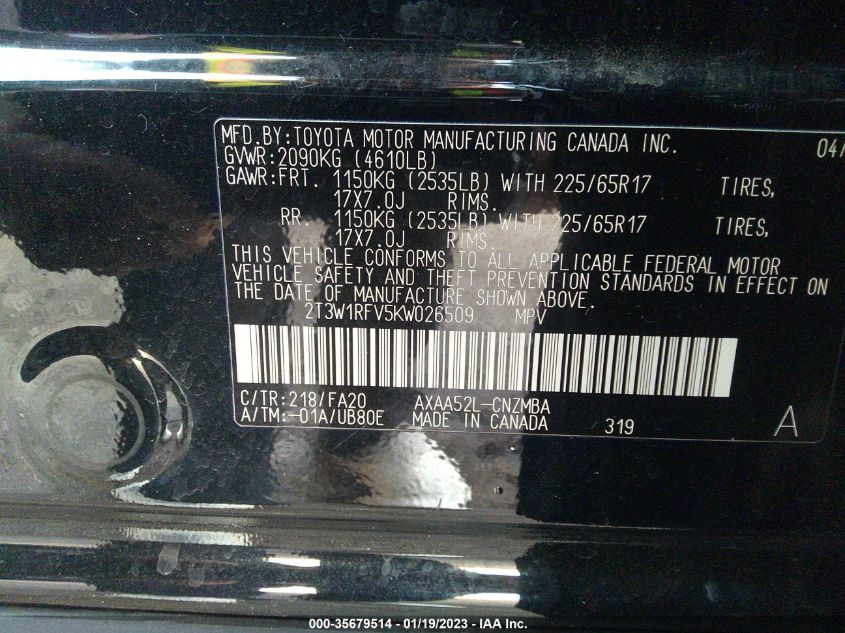 MFD.BY:TOYOTA MOTOR MANUFACTURING CANADA INC. 04/
GVWR:2090KG (4610LB)
GAWR:FRT. 1150KG (2535LB) WITH 225/65R17 TIRES,
17X7.0J RIMS.
RR. 1150KG (2535LB) WITH 225/65R17 TIRES,
17X7.0J RIMS.
THIS VEHICLE CONFORMS TO ALL APPLICABLE FEDERAL MOTOR
VEHICLE SAFETY AND THEFT PREVENTION STANDARDS IN EFFECT ON
THE DATE OF MANUFACTURE SHOWN ABOVE.
2T3W1RFV5KW026509 MPV
C/TR:218/FA20 AXAA52L-CNZMBA
A/TM:-01A/UB80E MADE IN CANADA 319 A
000-35679514 - 01/19/2023 - IAA Inc.